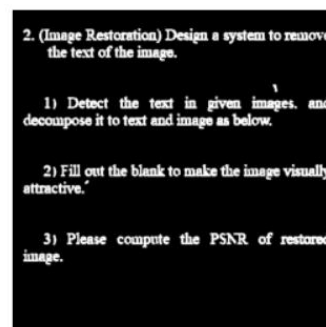 2. (Image Restoration) Design a system to remove
the text of the image.
1) Detect the text in given images, and
decompose it to text and image as below.
2) Fill out the blank to make the image visually
attractive.
3) Please compute the PSNR of restored
image.